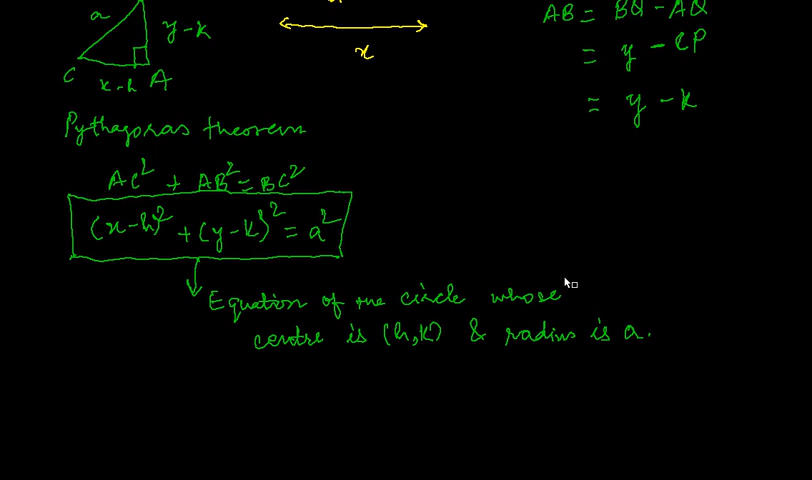 AB = BQ - AQ
a
y - k
x
= y - CP
C
x - h
A
= y - k
Pythagoras theorem
AC² + AB² = BC²
(x-h)² + (y-k)² = a²
Equation of the circle whose
centre is (h,k) & radius is a.